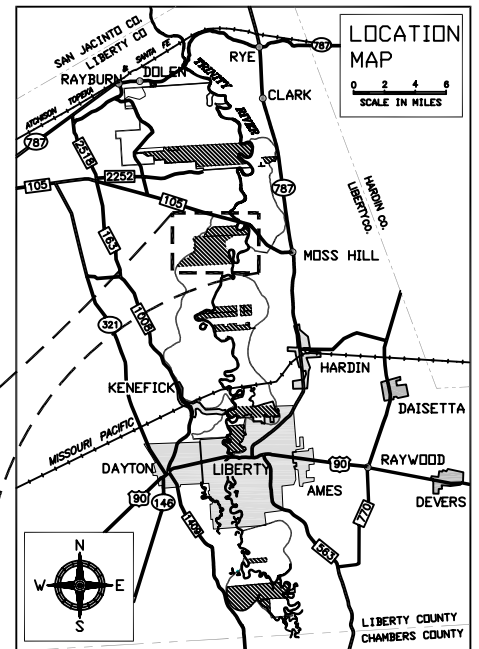 LOCATION
MAP
0 2 4 6
SCALE IN MILES
SAN JACINTO CO.
LIBERTY CO
ATCHISON TOPEKA & SANTA FE
RYE
787
RAYBURN
DOLEN
TRINITY
RIVER
CLARK
787
2518
2252
105
105
787
HARDIN CO.
LIBERTY CO.
163
MOSS HILL
321
1008
HARDIN
KENEFICK
DAISETTA
MISSOURI PACIFIC
DAYTON
LIBERTY
90
RAYWOOD
AMES
DEVERS
90
146
1409
770
563
N
W E
S
LIBERTY COUNTY
CHAMBERS COUNTY